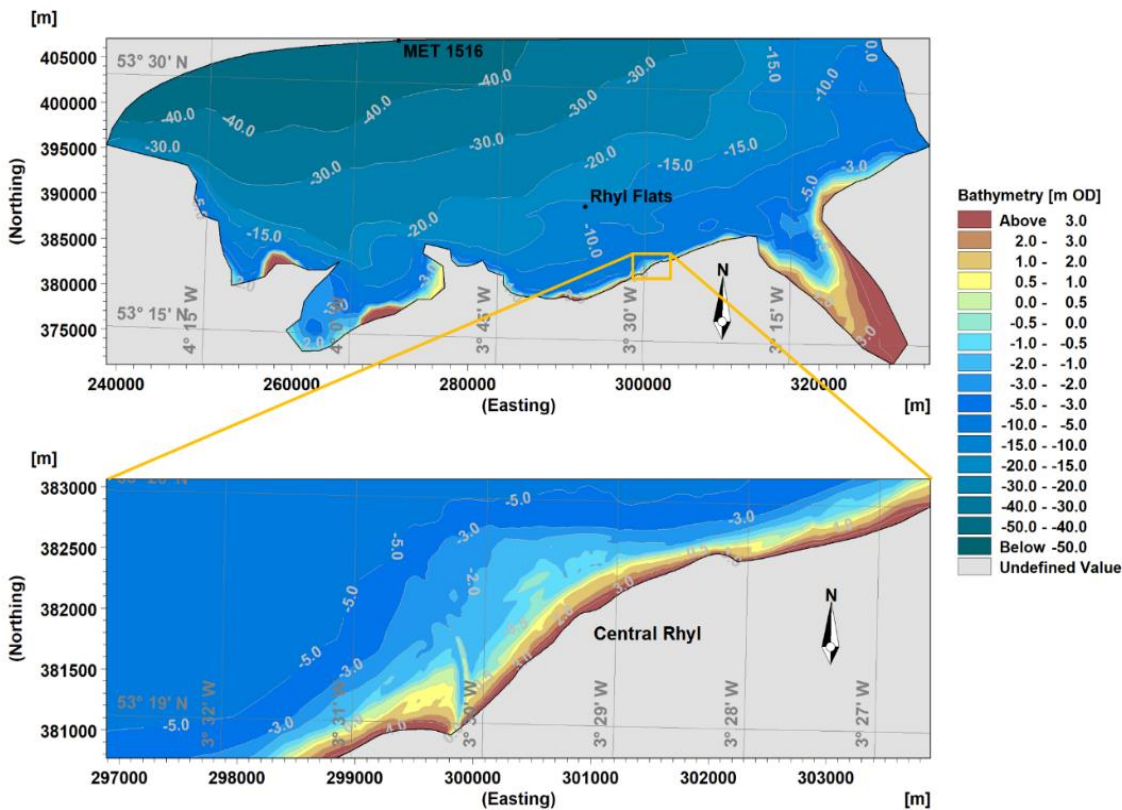 [m]
405000
400000
395000
390000
385000
380000
375000
(Northing)
53° 30' N
53° 15' N
MET 1516
Rhyl Flats
-40.0
-40.0
-40.0
-40.0
-30.0
-30.0
-30.0
-30.0
-30.0
-20.0
-20.0
-15.0
-15.0
-15.0
-15.0
-10.0
-10.0
-5.0
-3.0
4° 15' W
3° 45' W
3° 30' W
3° 15' W
N
240000 260000 280000 300000 320000
(Easting) [m]
Bathymetry [m OD]
Above 3.0
2.0 - 3.0
1.0 - 2.0
0.5 - 1.0
0.0 - 0.5
-0.5 - 0.0
-1.0 - -0.5
-2.0 - -1.0
-3.0 - -2.0
-5.0 - -3.0
-10.0 - -5.0
-15.0 - -10.0
-20.0 - -15.0
-30.0 - -20.0
-40.0 - -30.0
-50.0 - -40.0
Below -50.0
Undefined Value
[m]
383000
382500
382000
381500
381000
(Northing)
53° 19' N
-5.0
-5.0
-5.0
-5.0
-5.0
-3.0
-3.0
-3.0
-3.0
-2.0
3.0
Central Rhyl
3° 32' W
3° 31' W
3° 29' W
3° 28' W
3° 27' W
N
297000 298000 299000 300000 301000 302000 303000
(Easting) [m]